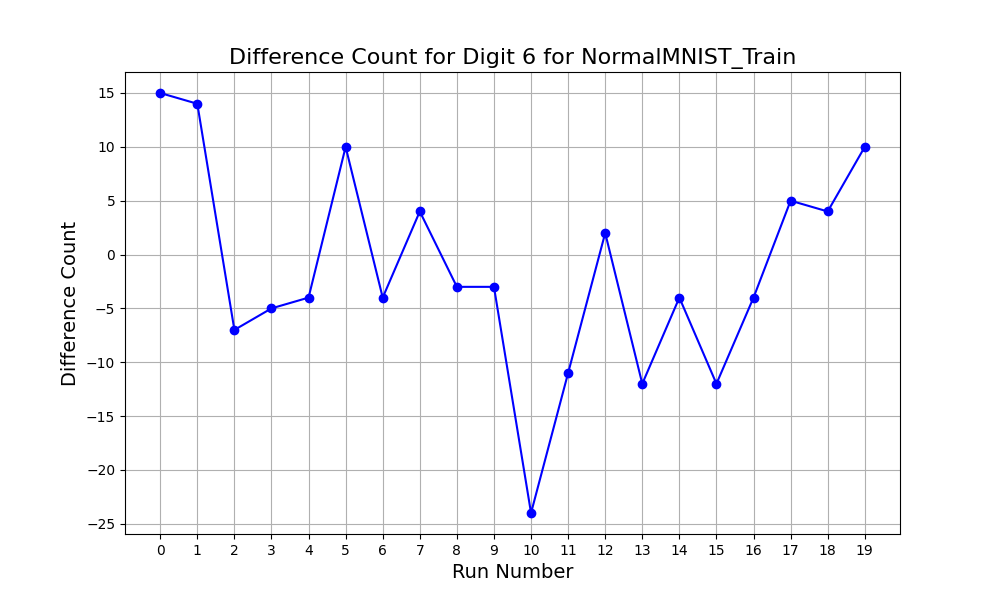 Difference Count for Digit 6 for NormalMNIST_Train
15
10
5
0
−5
−10
−15
−20
−25
Difference Count
0 1 2 3 4 5 6 7 8 9 10 11 12 13 14 15 16 17 18 19
Run Number